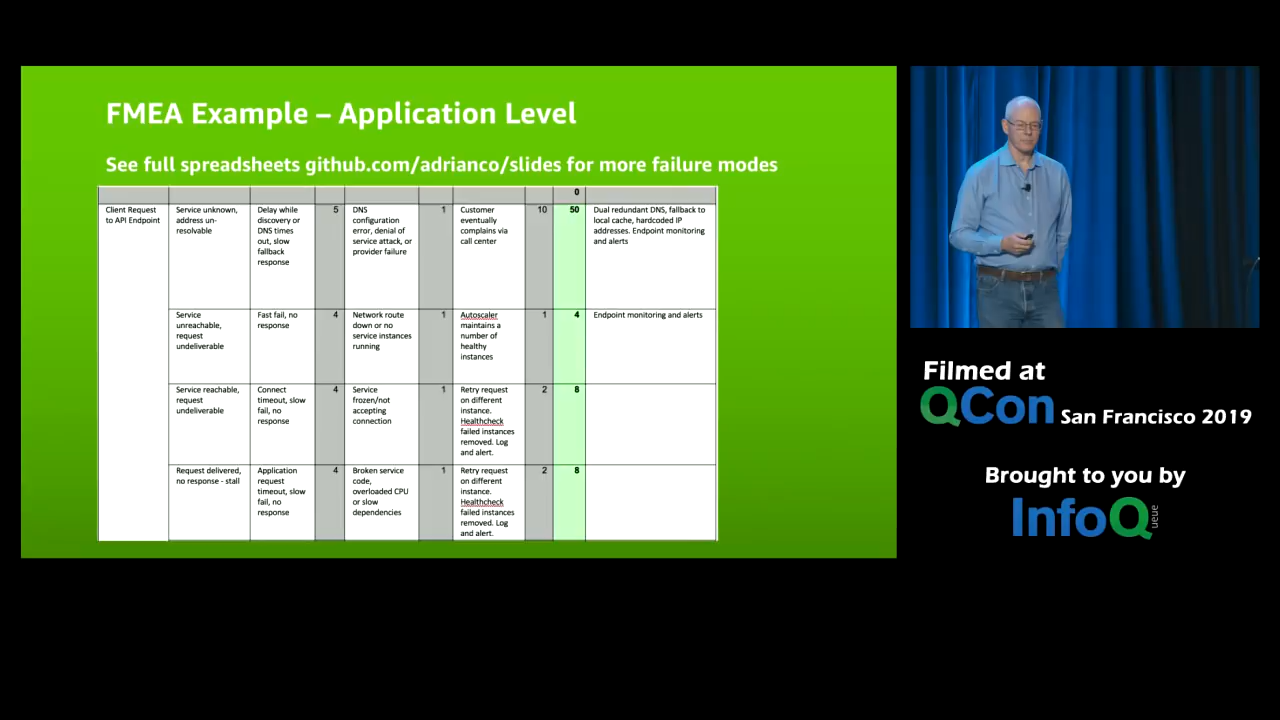 FMEA Example – Application Level
See full spreadsheets github.com/adrianco/slides for more failure modes
0
Client Request
to API Endpoint
Service unknown,
address un-
resolvable
Delay while
discovery or
DNS times
out, slow
fallback
response
5
DNS
configuration
error, denial of
service attack, or
provider failure
1
Customer
eventually
complains via
call center
10
50
Dual redundant DNS, fallback to
local cache, hardcoded IP
addresses. Endpoint monitoring
and alerts
Service
unreachable,
request
undeliverable
Fast fail, no
response
4
Network route
down or no
service instances
running
1
Autoscaler
maintains a
number of
healthy
instances
1
4
Endpoint monitoring and alerts
Service reachable,
request
undeliverable
Connect
timeout, slow
fail, no
response
4
Service
frozen/not
accepting
connection
1
Retry request
on different
instance.
Healthcheck
failed instances
removed. Log
and alert.
2
8
Request delivered,
no response - stall
Application
request
timeout, slow
fail, no
response
4
Broken service
code,
overloaded CPU
or slow
dependencies
1
Retry request
on different
instance.
Healthcheck
failed instances
removed. Log
and alert.
2
8
Filmed at
QCon San Francisco 2019
Brought to you by
InfoQ
ueue